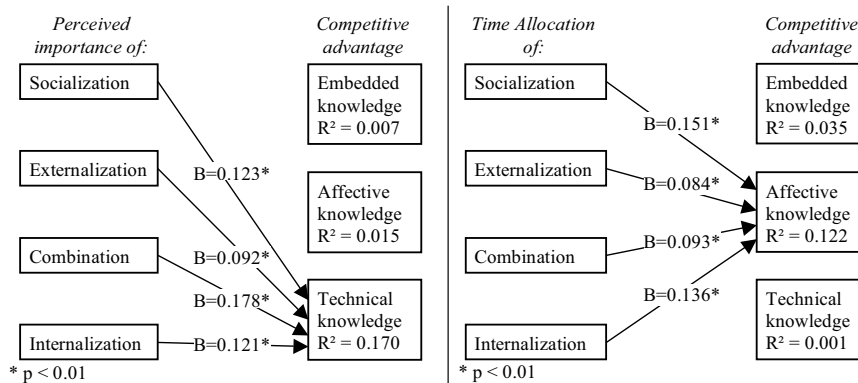 Perceived
importance of:
Competitive
advantage
Socialization
Externalization
Combination
Internalization
Embedded
knowledge
R² = 0.007
Affective
knowledge
R² = 0.015
Technical
knowledge
R² = 0.170
B=0.123*
B=0.092*
B=0.178*
B=0.121*
* p < 0.01
Time Allocation
of:
Competitive
advantage
Socialization
Externalization
Combination
Internalization
Embedded
knowledge
R² = 0.035
Affective
knowledge
R² = 0.122
Technical
knowledge
R² = 0.001
B=0.151*
B=0.084*
B=0.093*
B=0.136*
* p < 0.01